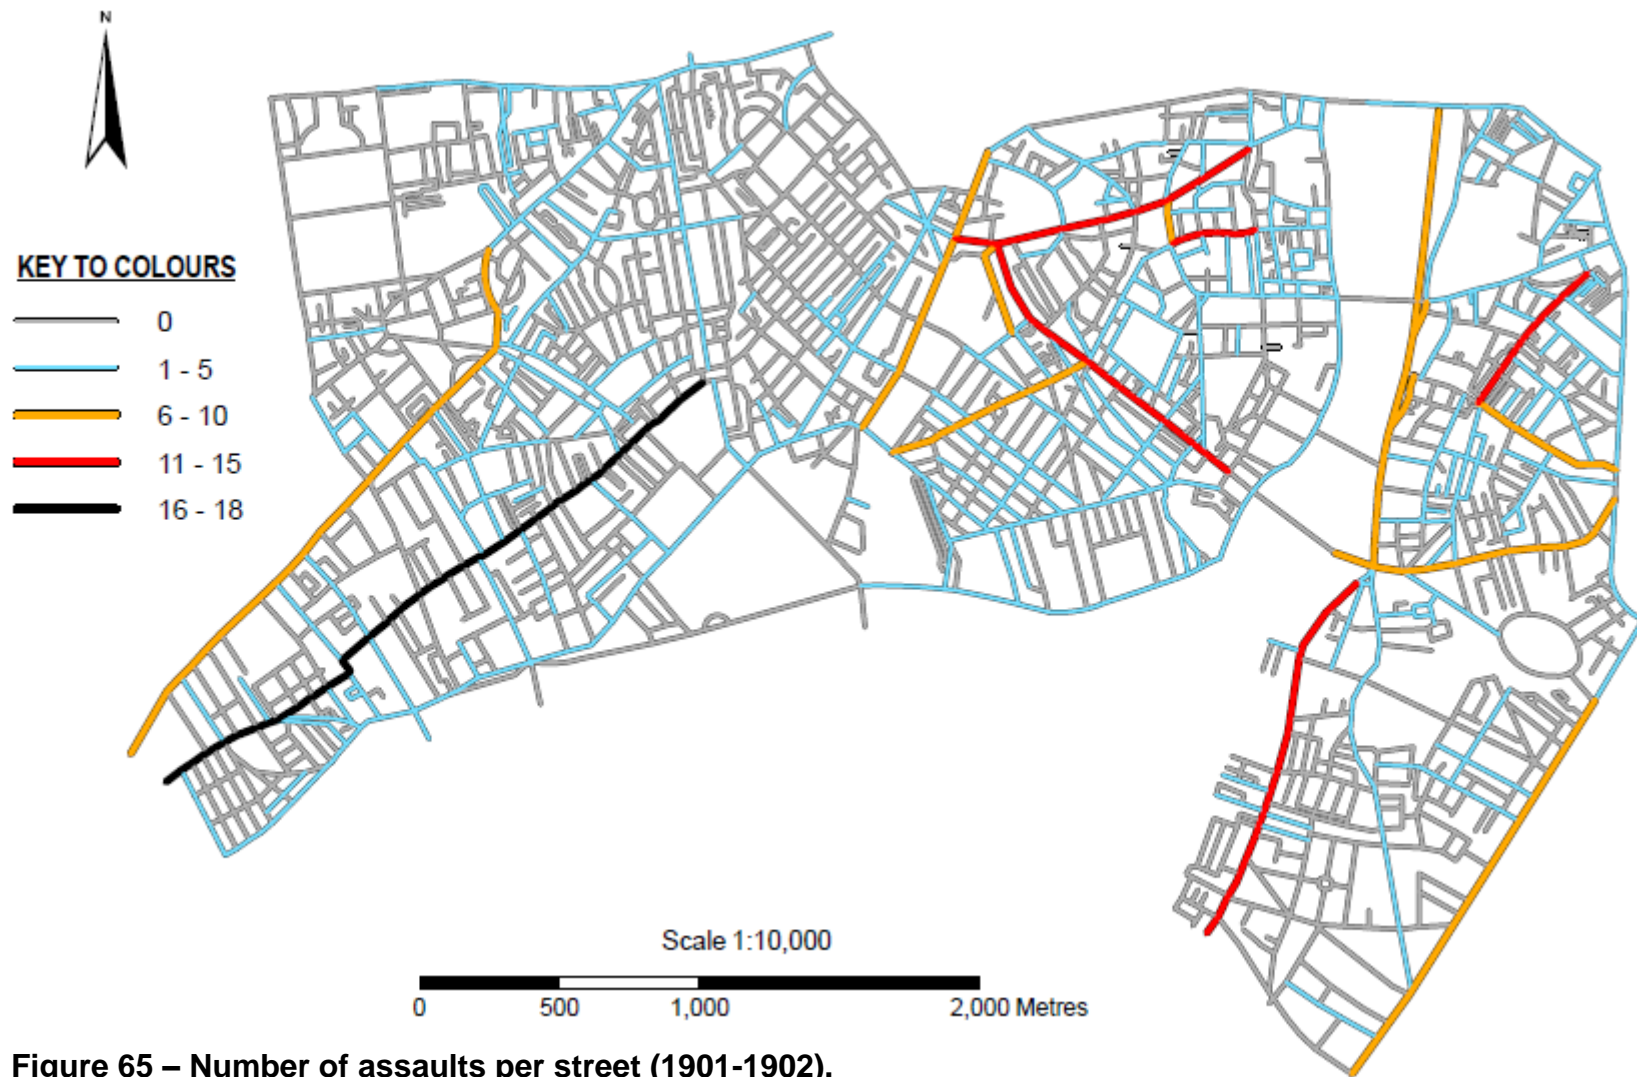 N
KEY TO COLOURS
0
1 - 5
6 - 10
11 - 15
16 - 18
Scale 1:10,000
0 500 1,000 2,000 Metres
Figure 65 – Number of assaults per street (1901-1902).